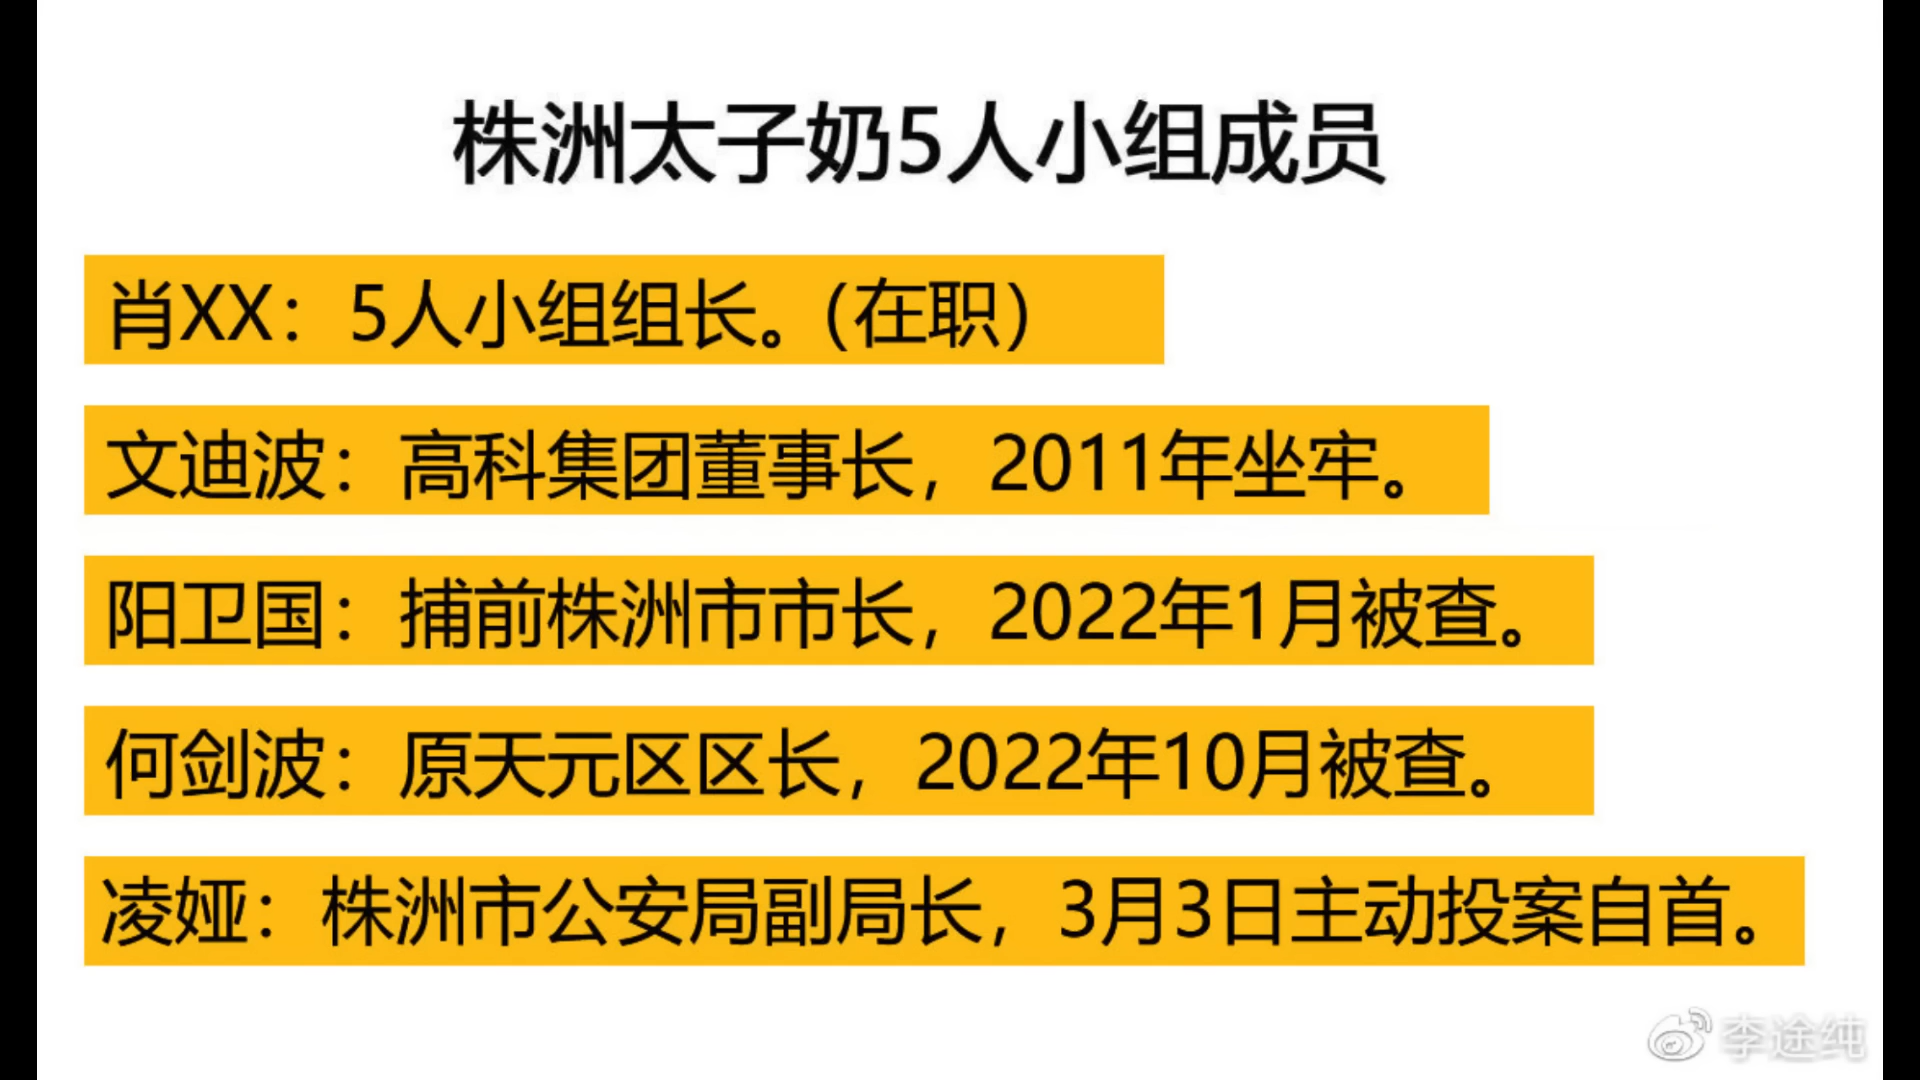 株洲太子奶5人小组成员
肖XX：5人小组组长。（在职）
文迪波：高科集团董事长，2011年坐牢。
阳卫国：捕前株洲市市长，2022年1月被查。
何剑波：原天元区区长，2022年10月被查。
凌娅：株洲市公安局副局长，3月3日主动投案自首。
李途纯